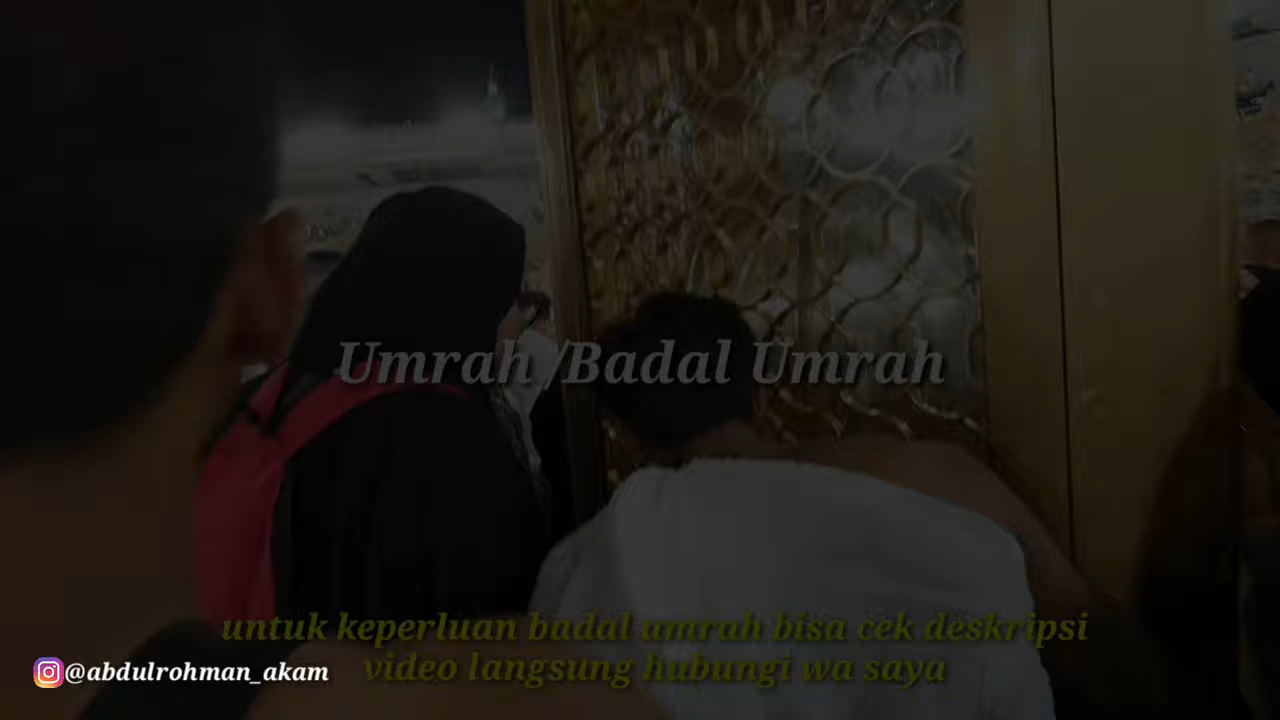 Umrah /Badal Umrah
untuk keperluan badal umrah bisa cek deskripsi
video langsung hubungi wa saya
@abdulrohman_akam